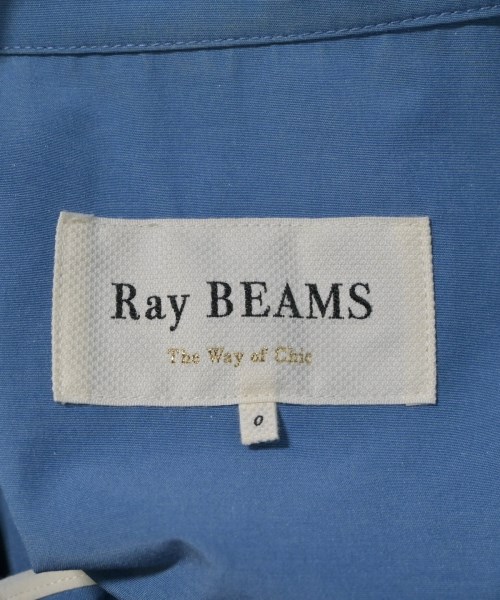 Ray BEAMS
The Way of Chic
0